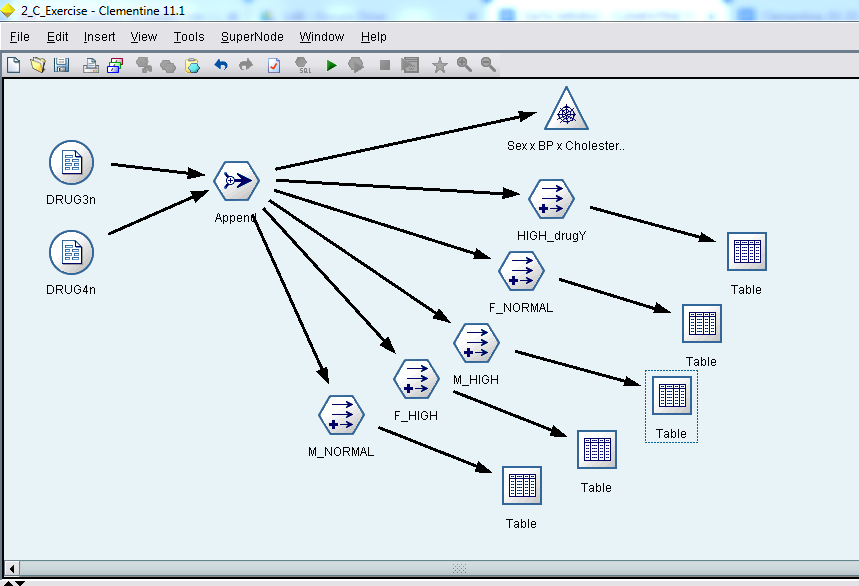 2_C_Exercise - Clementine 11.1
File Edit Insert View Tools SuperNode Window Help
SQL
Sex x BP x Cholester..
DRUG3n
Append
HIGH_drugY
DRUG4n
Table
F_NORMAL
Table
M_HIGH
F_HIGH
Table
M_NORMAL
Table
Table